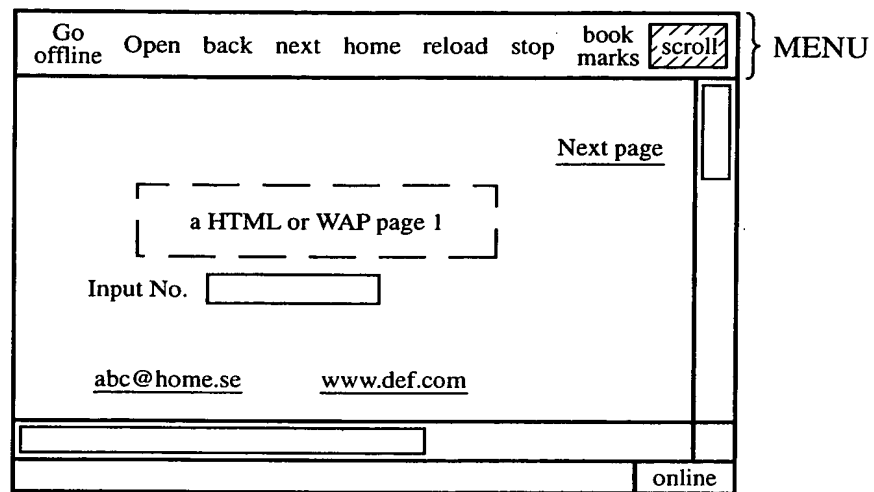 Go offline Open back next home reload stop book marks scroll MENU
Next page
a HTML or WAP page 1
Input No.
abc@home.se www.def.com
online